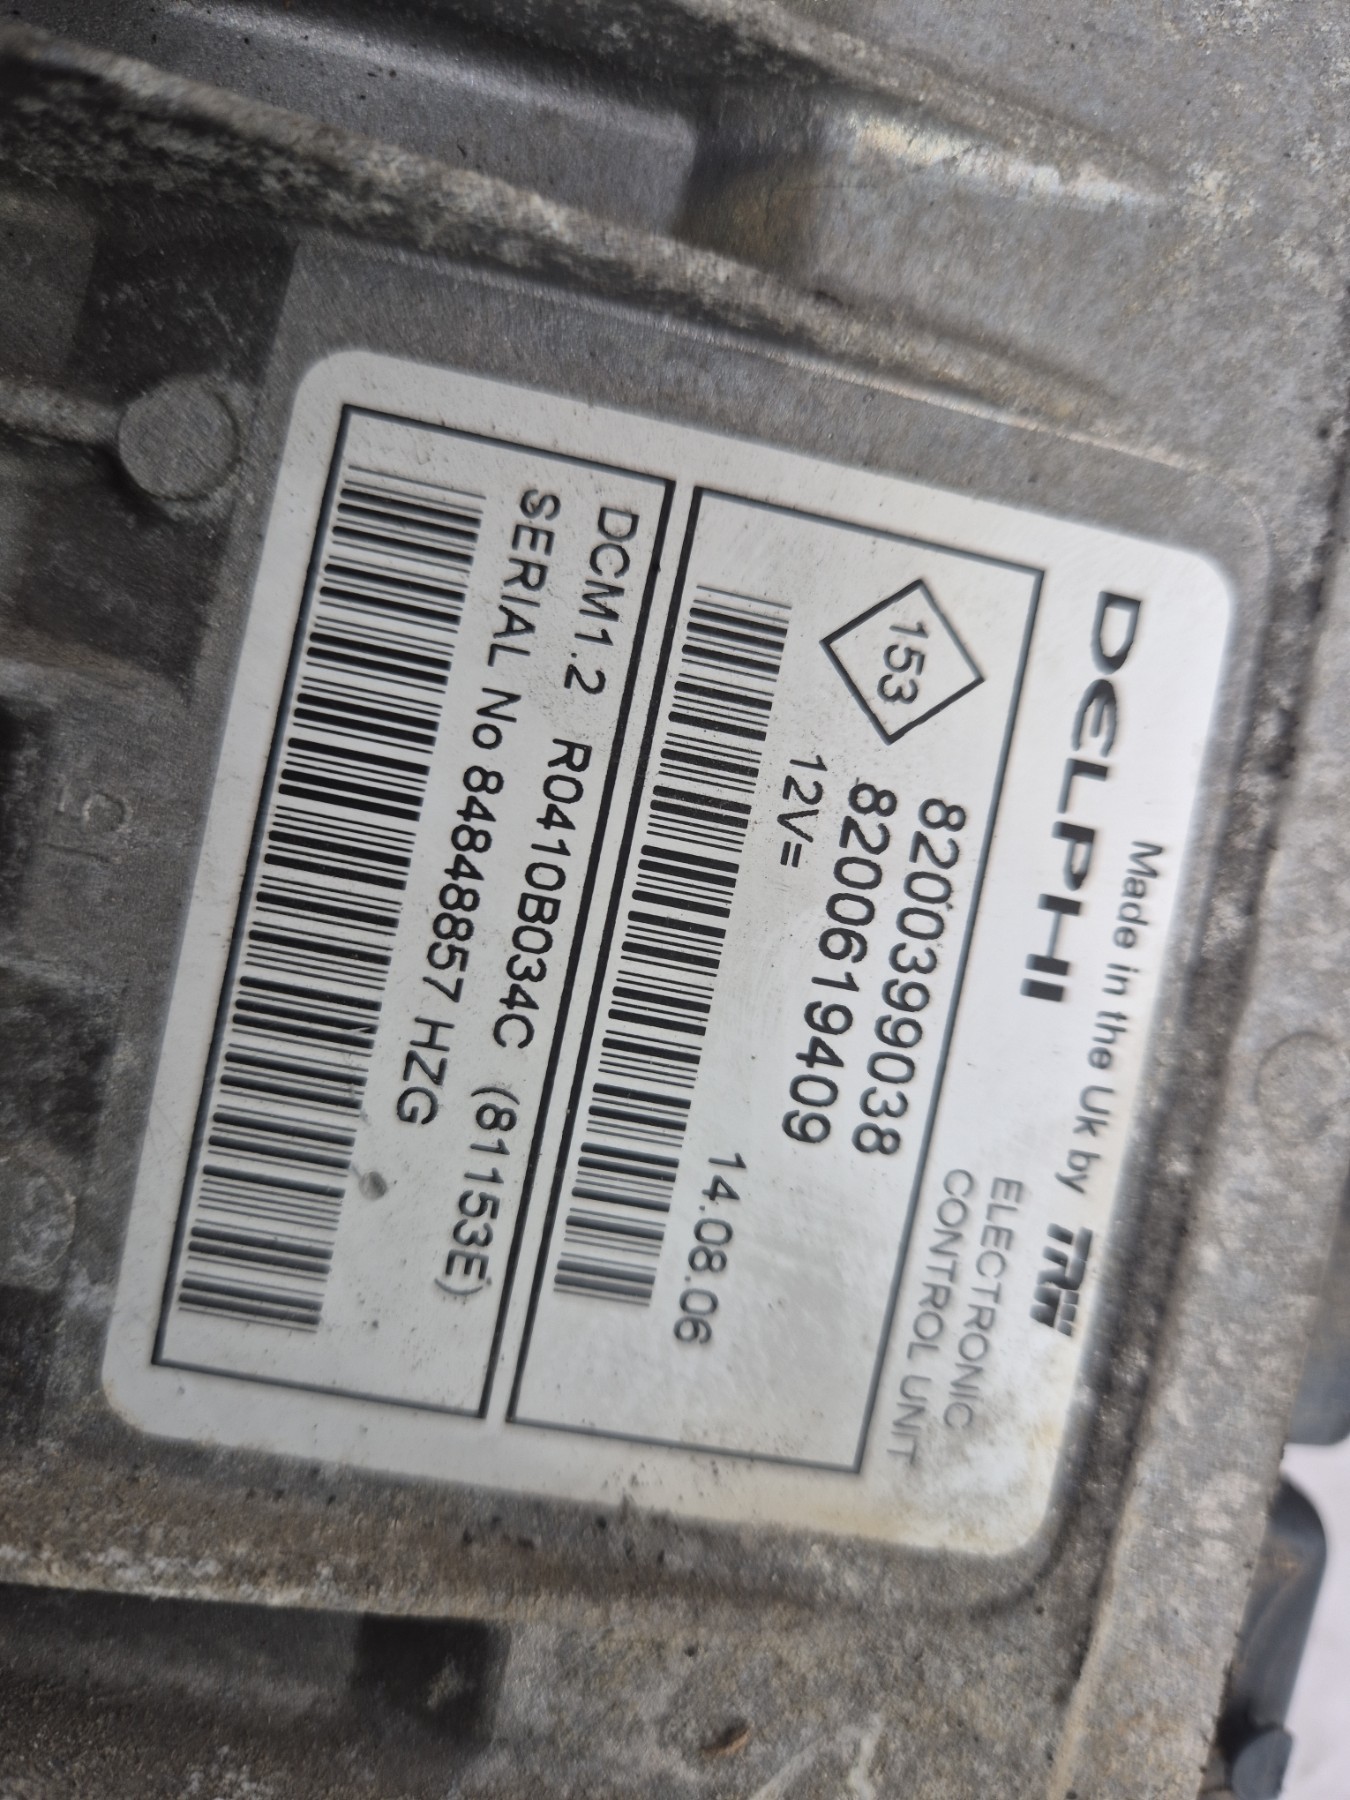 Made in the Uk by TRW
DELPHI
ELECTRONIC
CONTROL UNIT
153
8200399038
8200619409
12V=
14.08.06
DCM1.2 R0410B034C (81153E)
SERIAL No 84848857 HZG